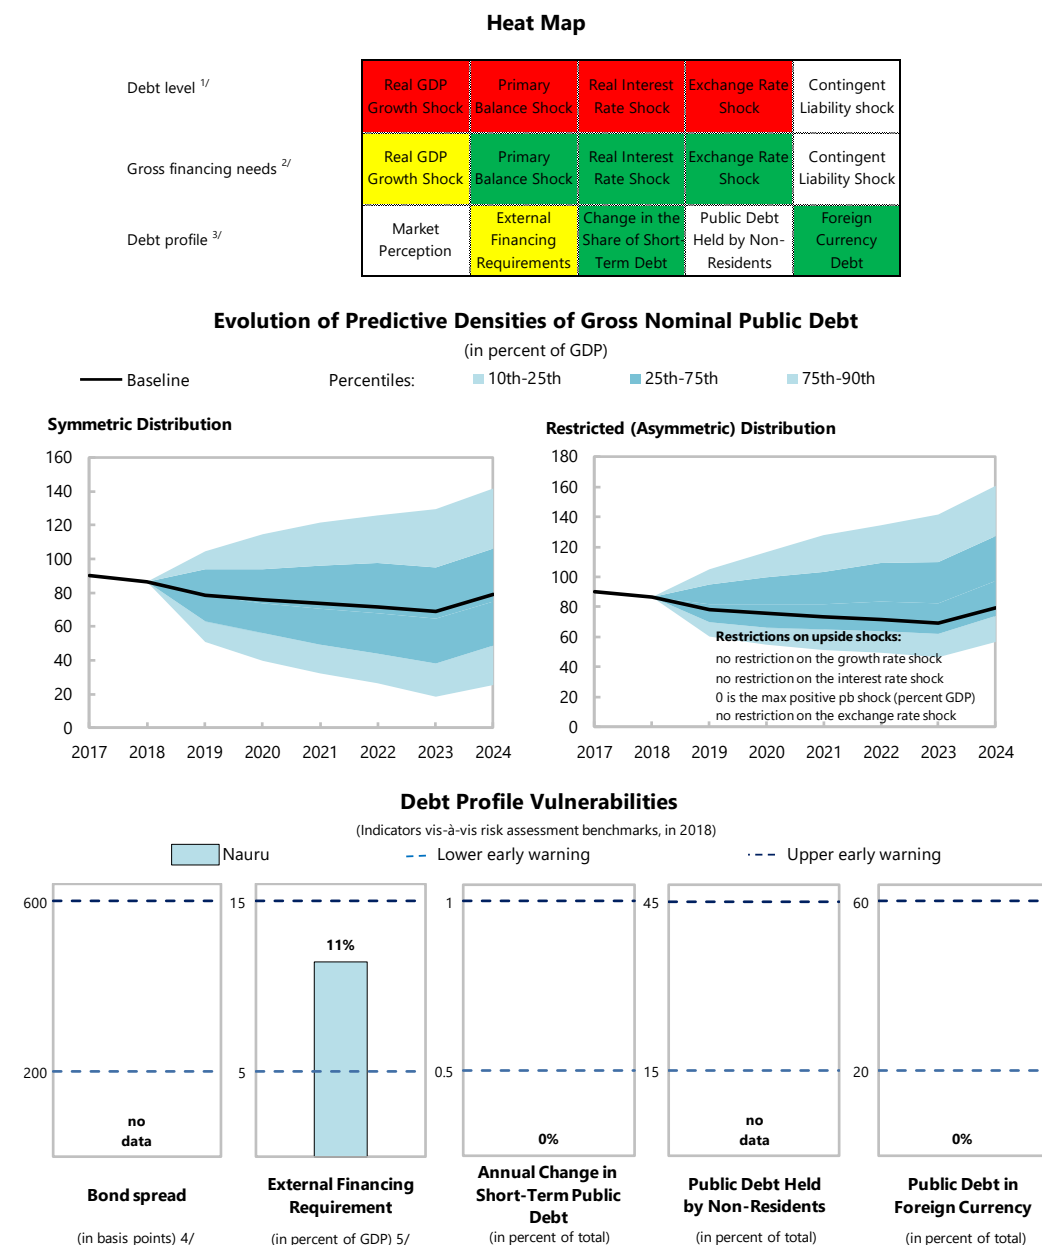 Heat Map
Debt level 1/
Real GDP Growth Shock
Primary Balance Shock
Real Interest Rate Shock
Exchange Rate Shock
Contingent Liability shock
Gross financing needs 2/
Real GDP Growth Shock
Primary Balance Shock
Real Interest Rate Shock
Exchange Rate Shock
Contingent Liability Shock
Debt profile 3/
Market Perception
External Financing Requirements
Change in the Share of Short-Term Debt
Public Debt Held by Non-Residents
Foreign Currency Debt
Evolution of Predictive Densities of Gross Nominal Public Debt
(in percent of GDP)
Baseline Percentiles: 10th-25th 25th-75th 75th-90th
Symmetric Distribution
160
140
120
100
80
60
40
20
0
2017 2018 2019 2020 2021 2022 2023 2024
Restricted (Asymmetric) Distribution
180
160
140
120
100
80
60
40
20
0
Restrictions on upside shocks:
no restriction on the growth rate shock
no restriction on the interest rate shock
0 is the max positive pb shock (percent GDP)
no restriction on the exchange rate shock
2017 2018 2019 2020 2021 2022 2023 2024
Debt Profile Vulnerabilities
(Indicators vis-à-vis risk assessment benchmarks, in 2018)
Nauru Lower early warning Upper early warning
600
200
no
data
Bond spread
(in basis points) 4/
15
11%
5
External Financing
Requirement
(in percent of GDP) 5/
1
0.5
0%
Annual Change in
Short-Term Public
Debt
(in percent of total)
45
15
no
data
Public Debt Held
by Non-Residents
(in percent of total)
60
20
0%
Public Debt in
Foreign Currency
(in percent of total)